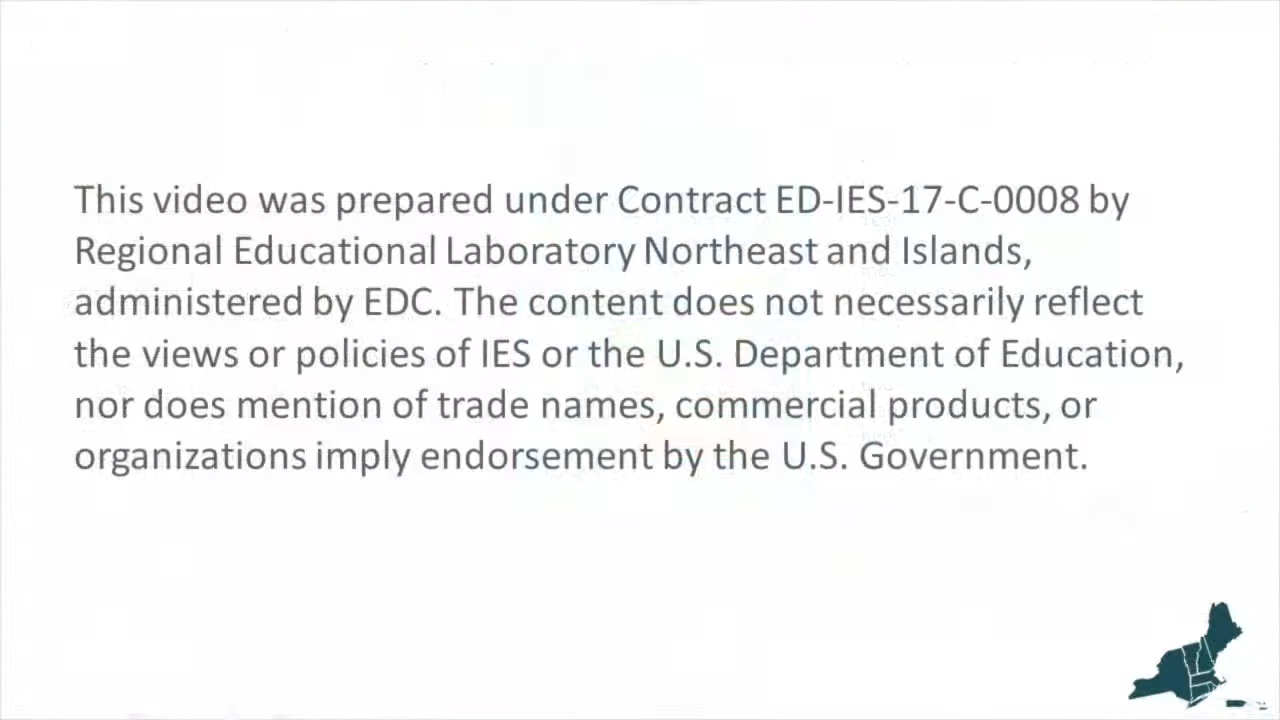 This video was prepared under Contract ED-IES-17-C-0008 by
Regional Educational Laboratory Northeast and Islands,
administered by EDC. The content does not necessarily reflect
the views or policies of IES or the U.S. Department of Education,
nor does mention of trade names, commercial products, or
organizations imply endorsement by the U.S. Government.